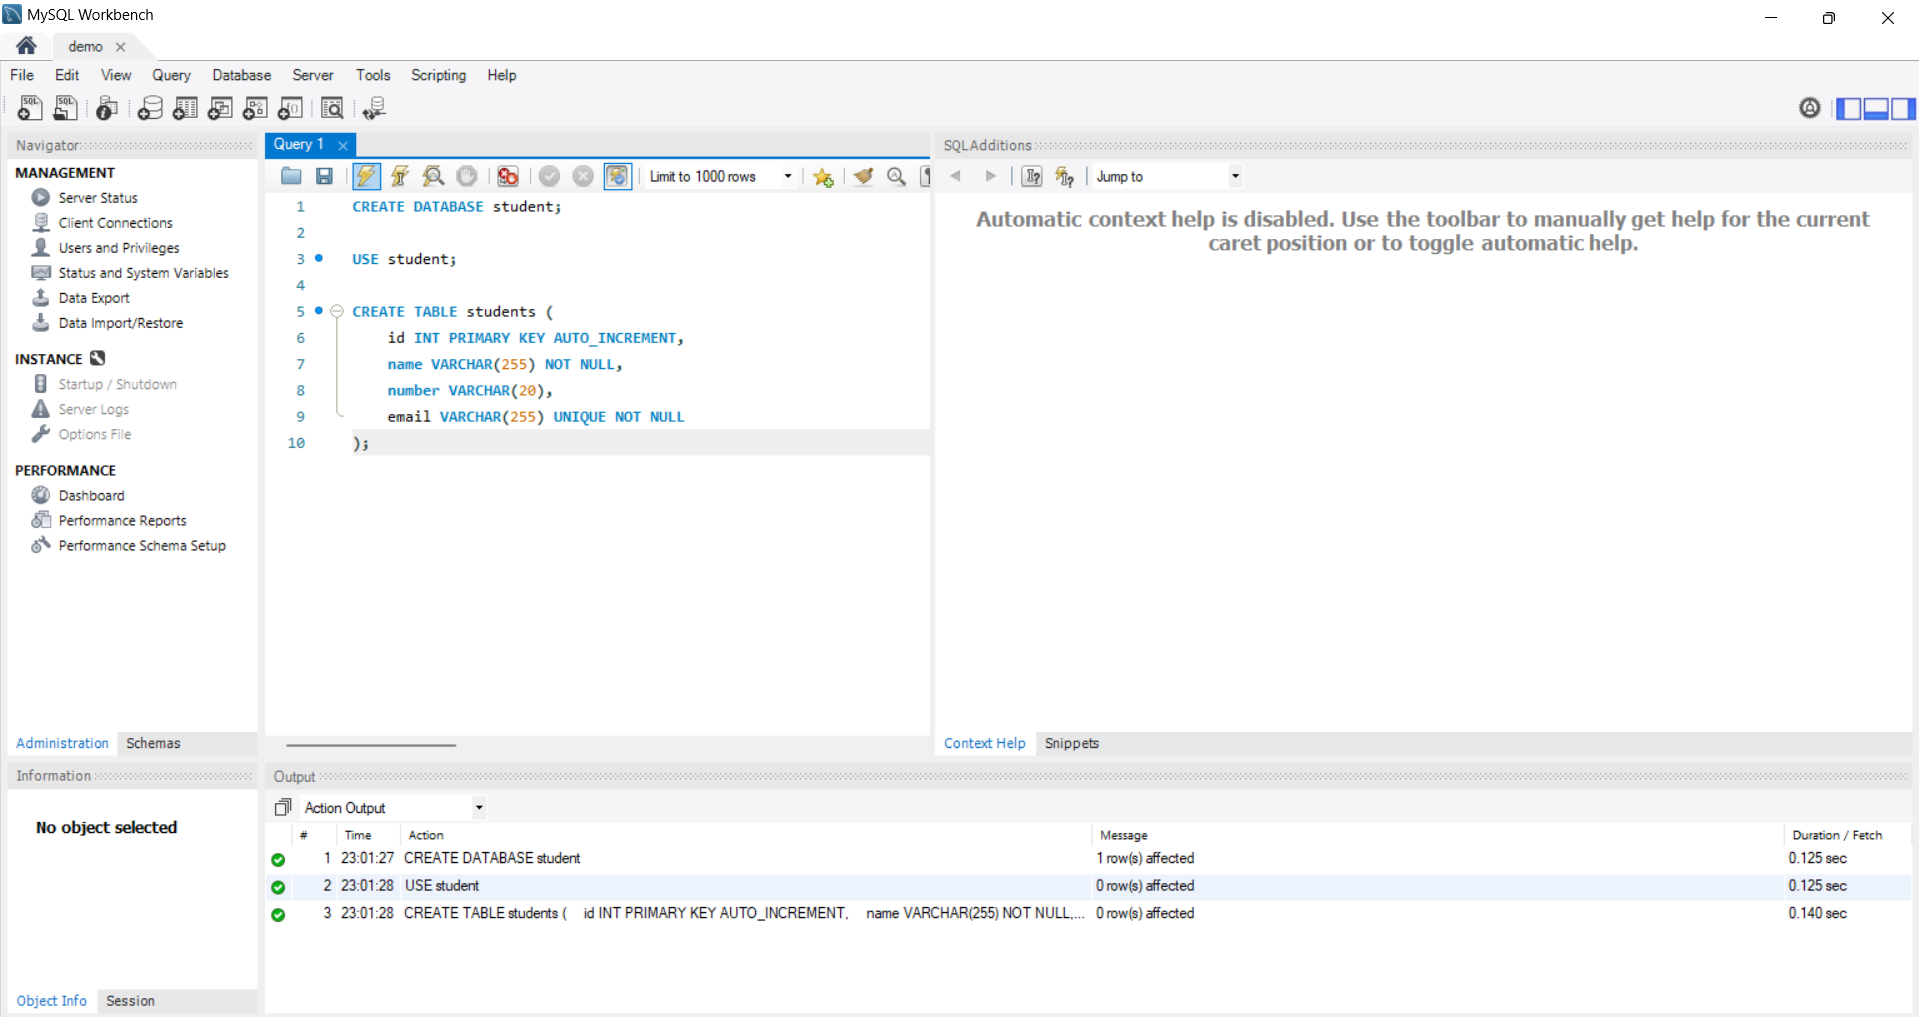 MySQL Workbench
demo
File Edit View Query Database Server Tools Scripting Help
Navigator
MANAGEMENT
Server Status
Client Connections
Users and Privileges
Status and System Variables
Data Export
Data Import/Restore
INSTANCE
Startup / Shutdown
Server Logs
Options File
PERFORMANCE
Dashboard
Performance Reports
Performance Schema Setup
Administration Schemas
Query 1
Limit to 1000 rows
1 CREATE DATABASE student;
2
3 USE student;
4
5 CREATE TABLE students (
6 id INT PRIMARY KEY AUTO_INCREMENT,
7 name VARCHAR(255) NOT NULL,
8 number VARCHAR(20),
9 email VARCHAR(255) UNIQUE NOT NULL
10 );
SQLAdditions
Jump to
Automatic context help is disabled. Use the toolbar to manually get help for the current
caret position or to toggle automatic help.
Context Help Snippets
Information
No object selected
Object Info Session
Output
Action Output
# Time Action Message Duration / Fetch
1 23:01:27 CREATE DATABASE student 1 row(s) affected 0.125 sec
2 23:01:28 USE student 0 row(s) affected 0.125 sec
3 23:01:28 CREATE TABLE students ( id INT PRIMARY KEY AUTO_INCREMENT, name VARCHAR(255) NOT NULL,... 0 row(s) affected 0.140 sec